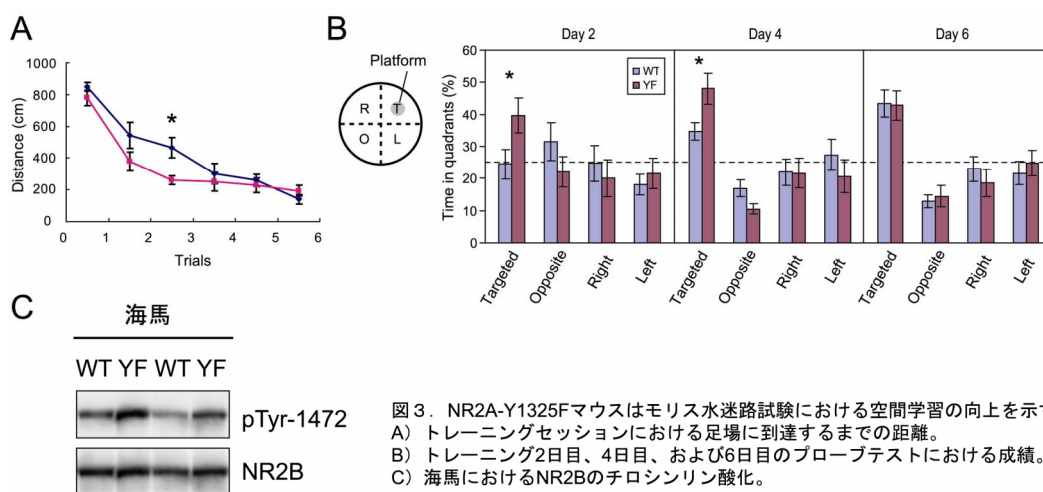 A
Distance (cm)
1000
800
600
400
200
0
*
0 1 2 3 4 5 6
Trials
B
Platform
R T
O L
Day 2 Day 4 Day 6
Time in quadrants (%)
60
50
40
30
20
10
0
* *
WT
YF
Targeted Opposite Right Left Targeted Opposite Right Left Targeted Opposite Right Left
C
海馬
WT YF WT YF
pTyr-1472
NR2B
図３．NR2A-Y1325Fマウスはモリス水迷路試験における空間学習の向上を示す
A）トレーニングセッションにおける足場に到達するまでの距離。
B）トレーニング2日目、4日目、および6日目のプローブテストにおける成績。
C）海馬におけるNR2Bのチロシンリン酸化。